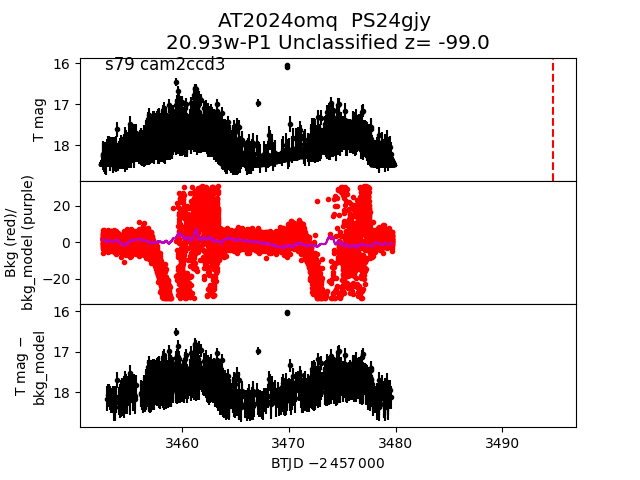 AT2024omq  PS24gjy
20.93w-P1 Unclassified z= -99.0
s79 cam2ccd3
16
17
18
T mag
20
0
−20
Bkg (red)/
bkg_model (purple)
16
17
18
T mag −
bkg_model
3460
3470
3480
3490
BTJD −2 457 000